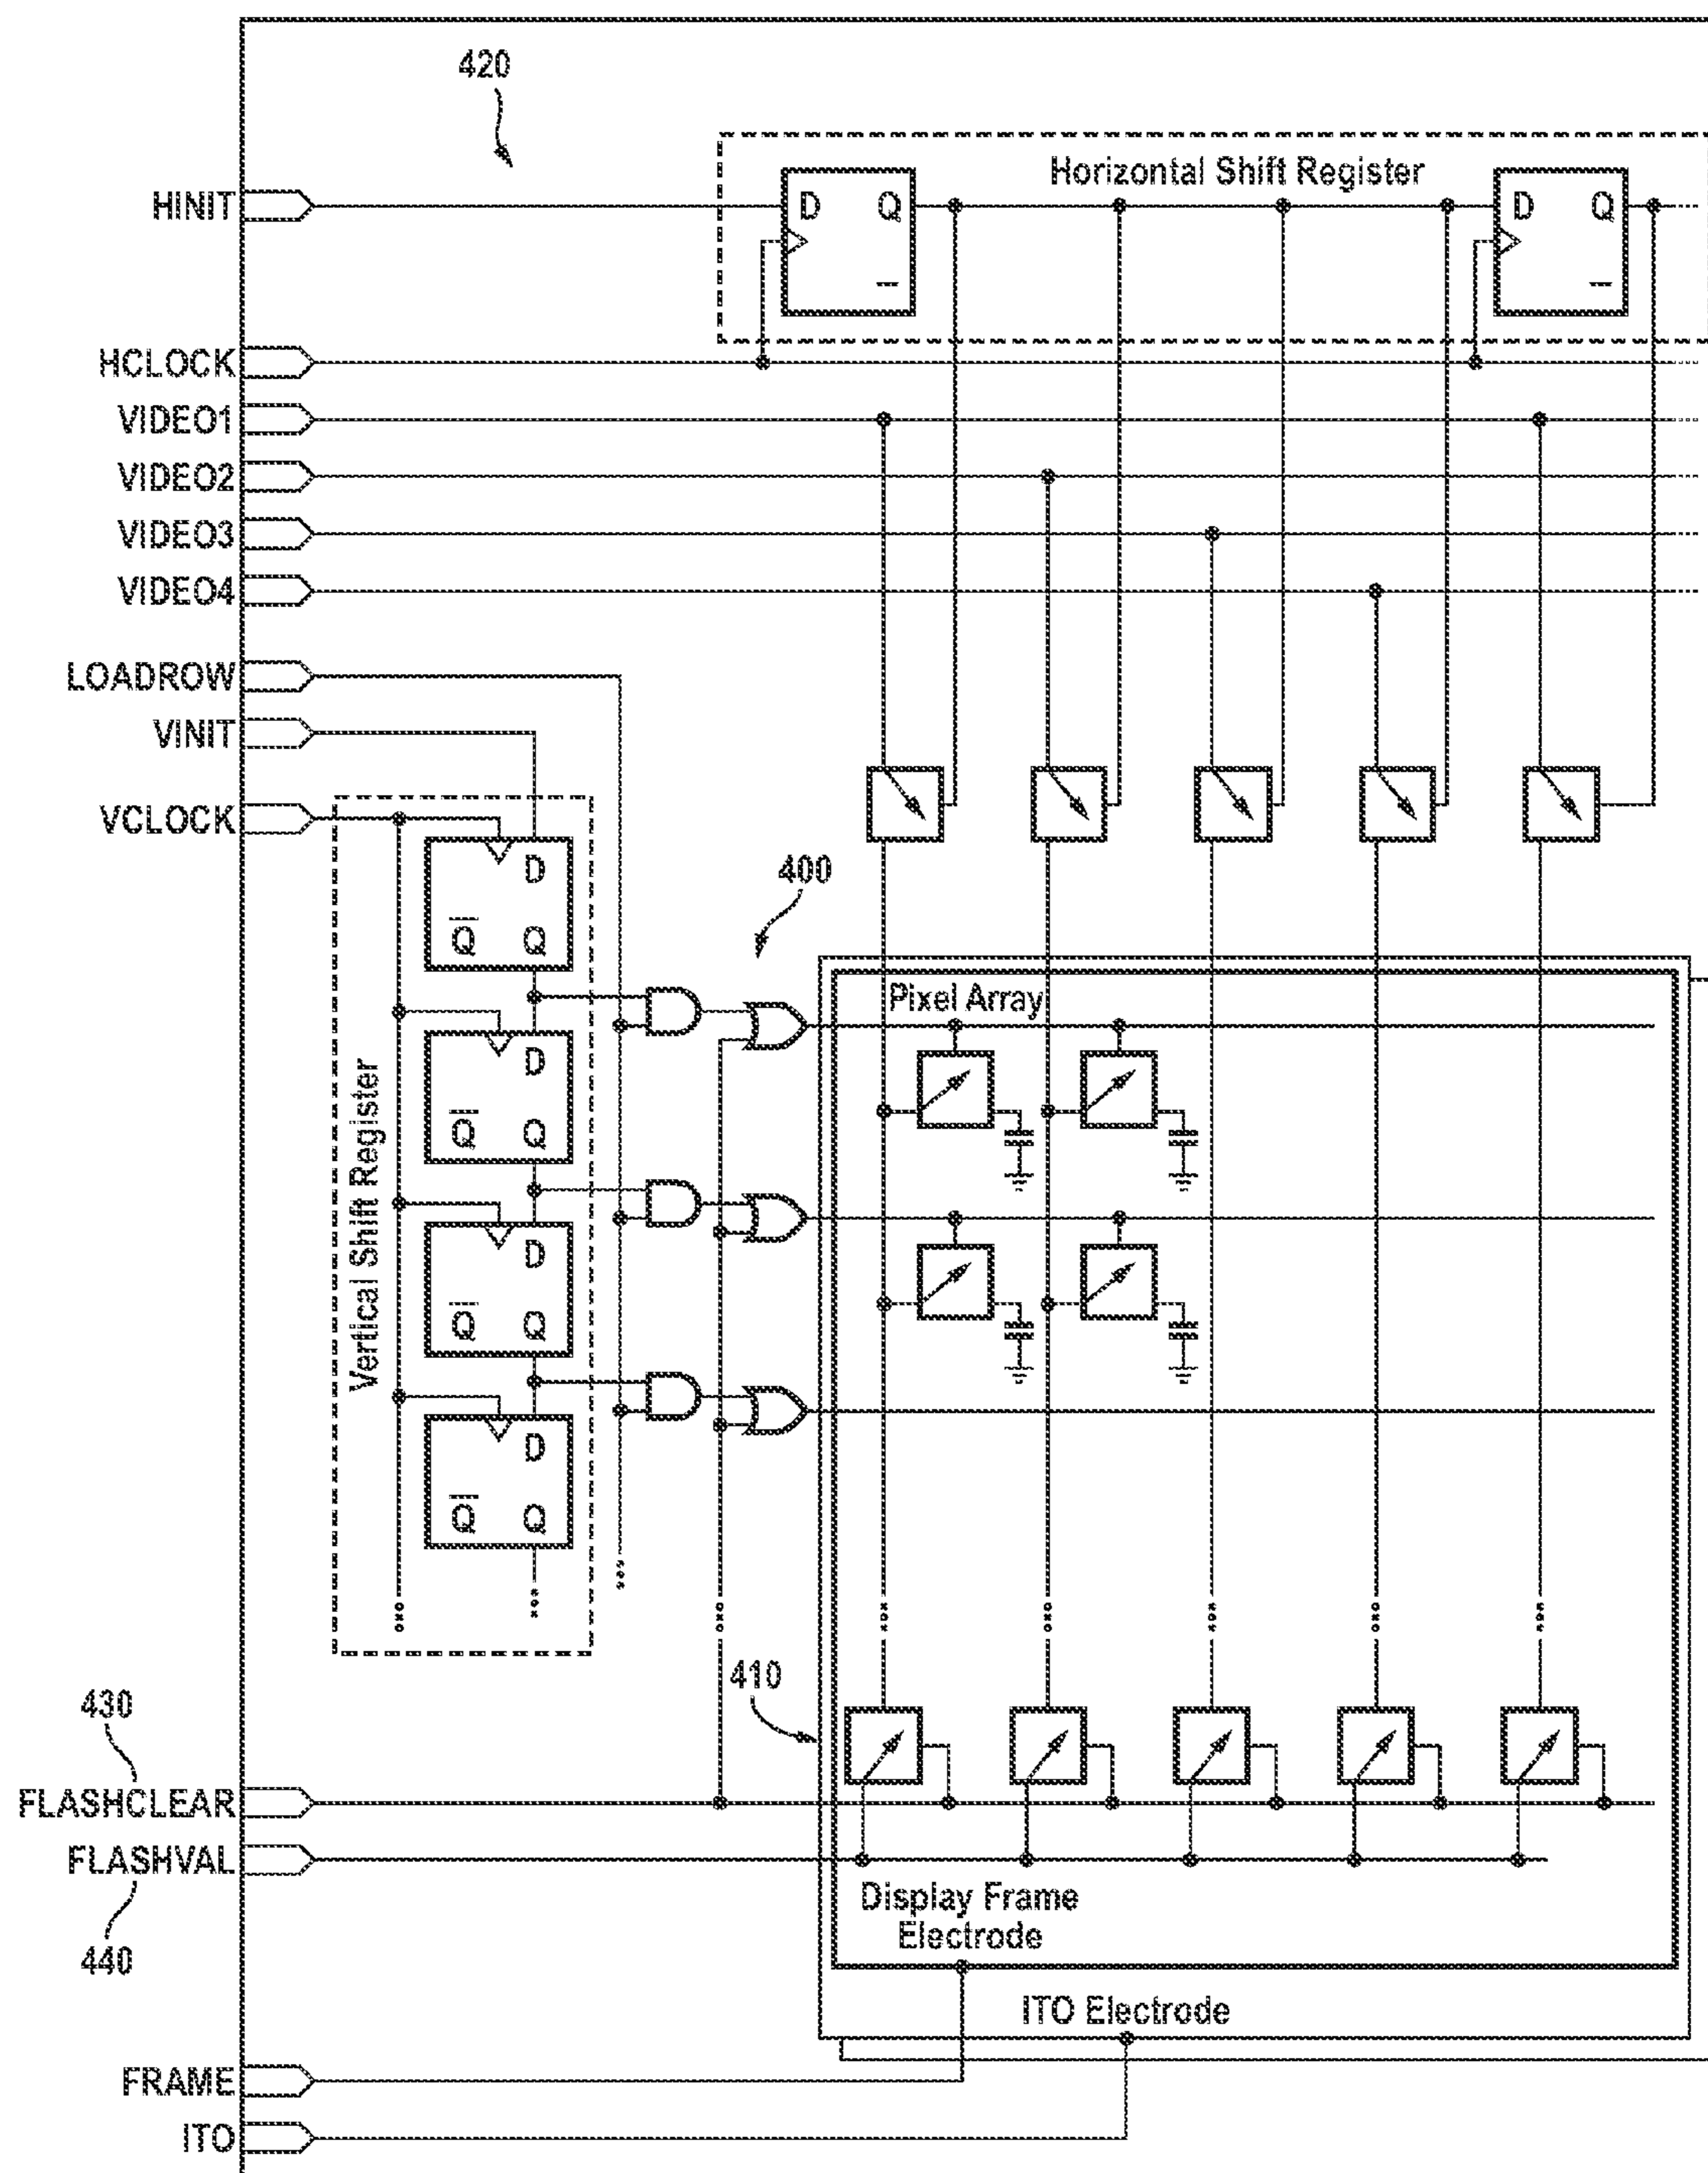 420
Horizontal Shift Register
HINIT
D Q
D Q
HCLOCK
VIDEO1
VIDEO2
VIDEO3
VIDEO4
LOADROW
VINIT
VCLOCK
D
Q Q
400
Pixel Array
D
Q Q
Vertical Shift Register
D
Q Q
D
Q Q
410
430
FLASHCLEAR
FLASHVAL
440
Display Frame
Electrode
ITO Electrode
FRAME
ITO